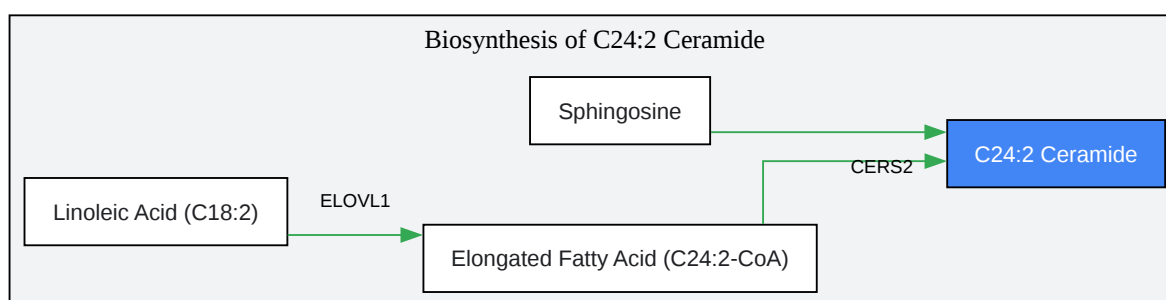 Biosynthesis of C24:2 Ceramide
Sphingosine
C24:2 Ceramide
CERS2
Linoleic Acid (C18:2)
ELOVL1
Elongated Fatty Acid (C24:2-CoA)